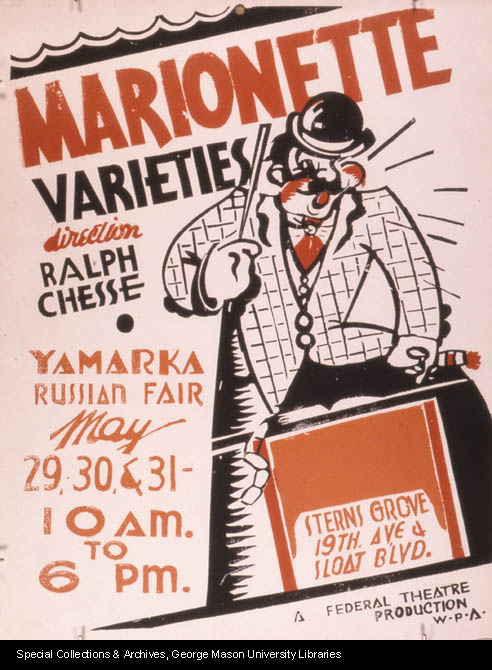 MARIONETTE
VARIETIES
direction
RALPH
CHESSE
YAMARKA
RUSSIAN FAIR
May
29, 30, & 31-
10 AM.
TO
6 PM.
STERNS GROVE
19TH. AVE &
SLOAT B'LVD.
A FEDERAL THEATRE
PRODUCTION
W-P-A-
Special Collections & Archives, George Mason University Libraries